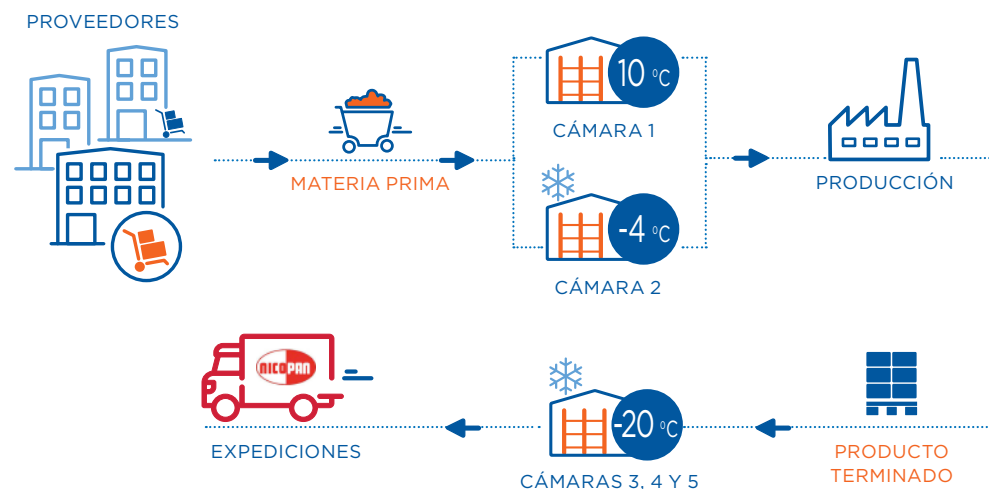 PROVEEDORES
MATERIA PRIMA
10 ºC
CÁMARA 1
-4 ºC
CÁMARA 2
PRODUCCIÓN
NICOPAN
EXPEDICIONES
-20 ºC
CÁMARAS 3, 4 Y 5
PRODUCTO
TERMINADO